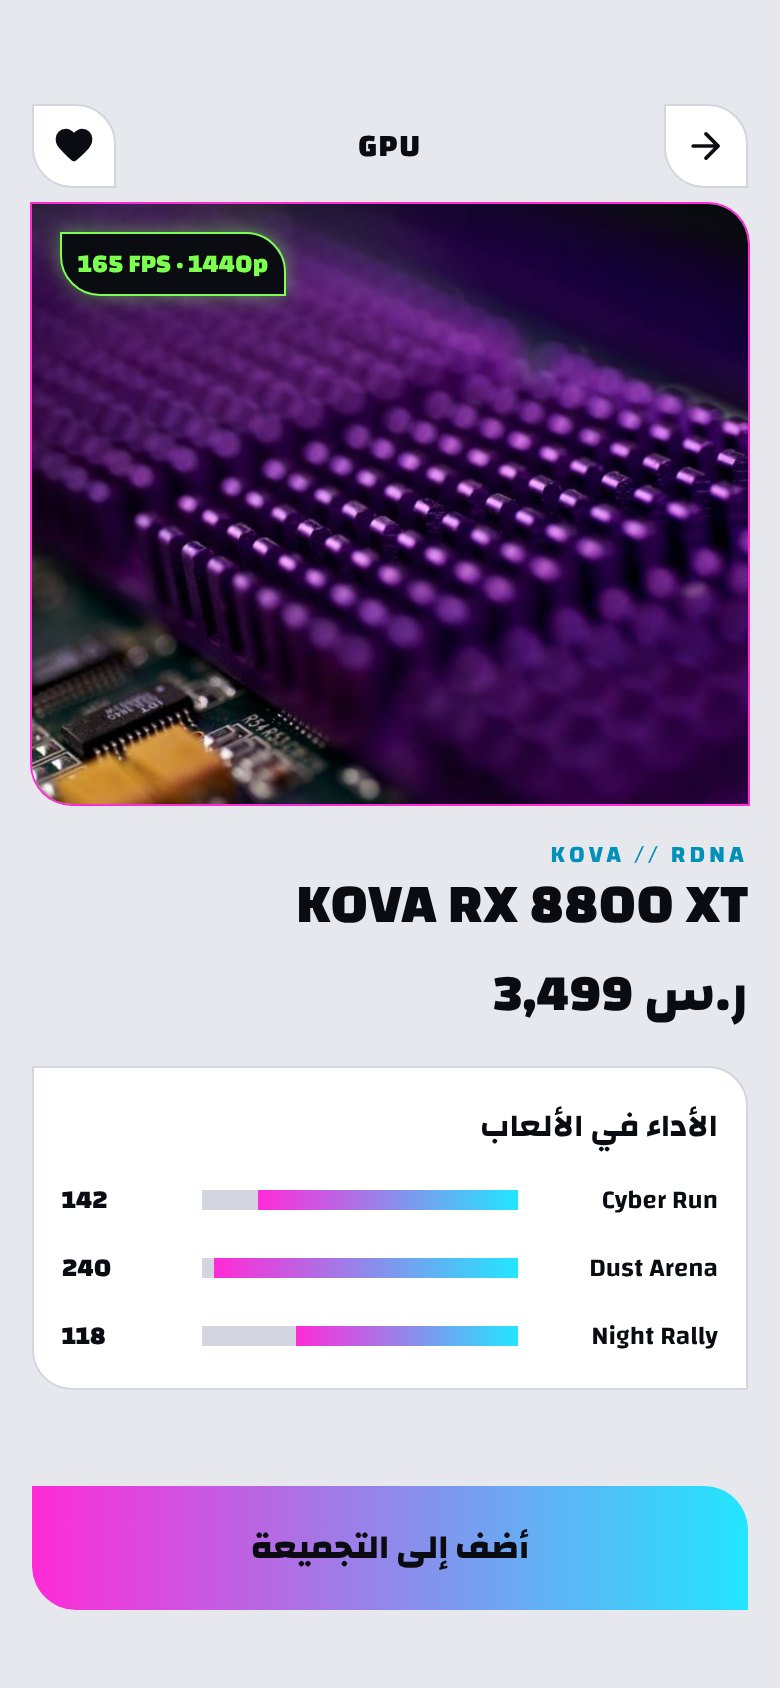 GPU
165 FPS · 1440p
R54R53
KOVA // RDNA
KOVA RX 8800 XT
ر.س 3,499
الأداء في الألعاب
Cyber Run 142
Dust Arena 240
Night Rally 118
أضف إلى التجميعة